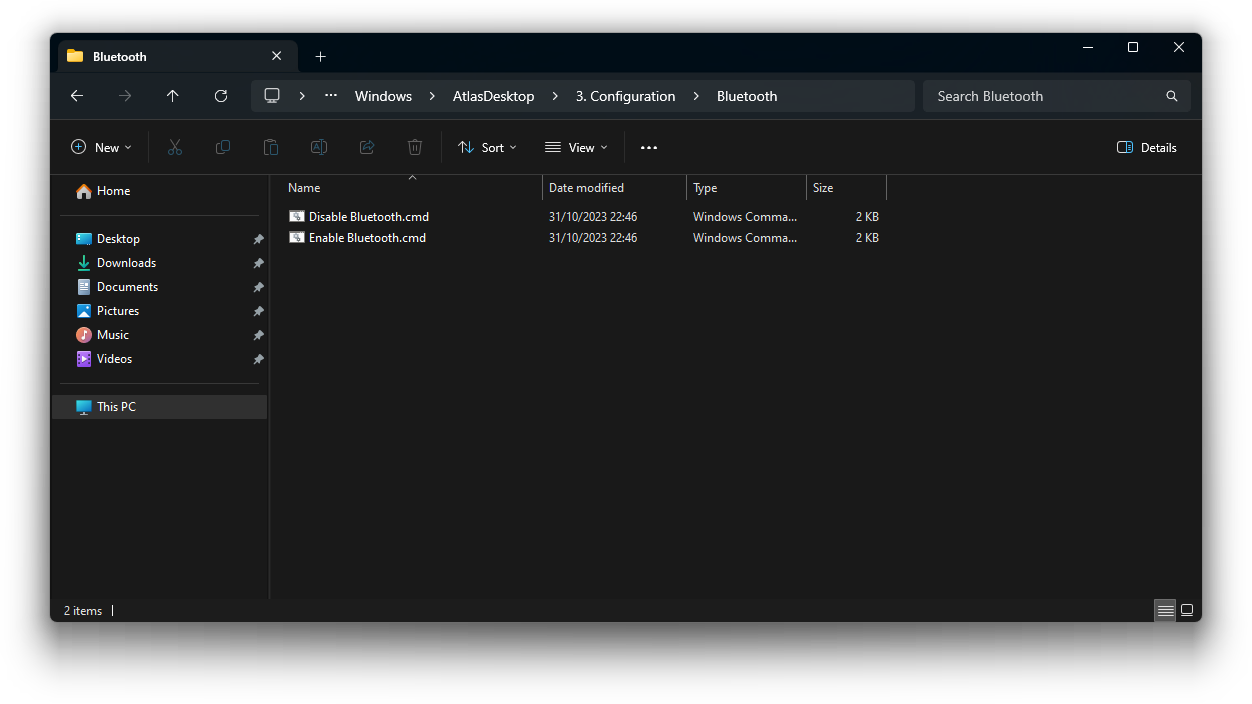 Bluetooth
Windows AtlasDesktop 3. Configuration Bluetooth Search Bluetooth
New Sort View Details
Name Date modified Type Size
Home
Disable Bluetooth.cmd 31/10/2023 22:46 Windows Comma... 2 KB
Enable Bluetooth.cmd 31/10/2023 22:46 Windows Comma... 2 KB
Desktop
Downloads
Documents
Pictures
Music
Videos
This PC
2 items